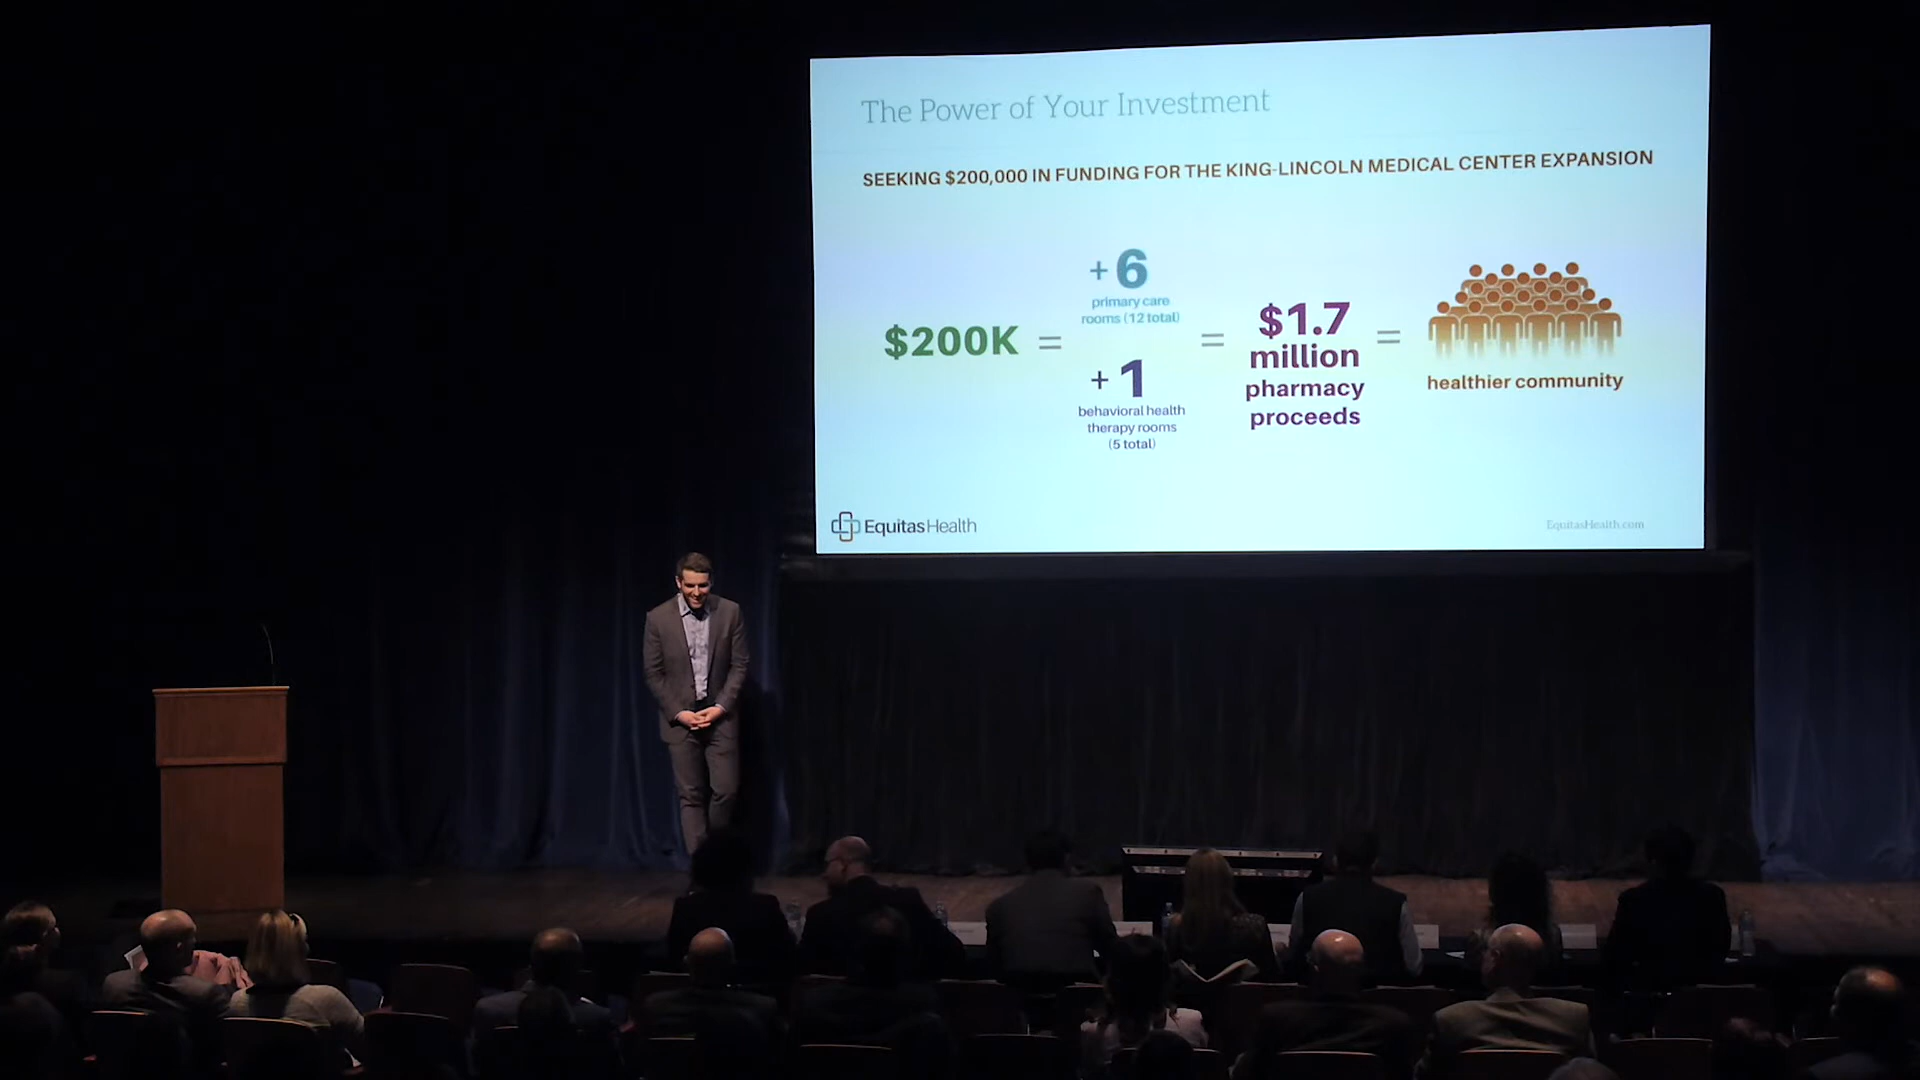 The Power of Your Investment
SEEKING $200,000 IN FUNDING FOR THE KING-LINCOLN MEDICAL CENTER EXPANSION
$200K
=
+ 6
primary care
rooms (12 total)
+ 1
behavioral health
therapy rooms
(5 total)
=
$1.7
million
pharmacy
proceeds
=
healthier community
Equitas Health
EquitasHealth.com